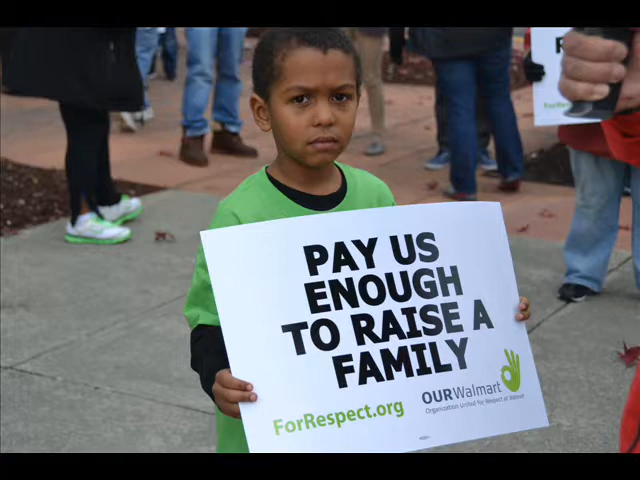 PAY US
ENOUGH
TO RAISE A
FAMILY
OURWalmart
Organization United for Respect at Walmart
ForRespect.org